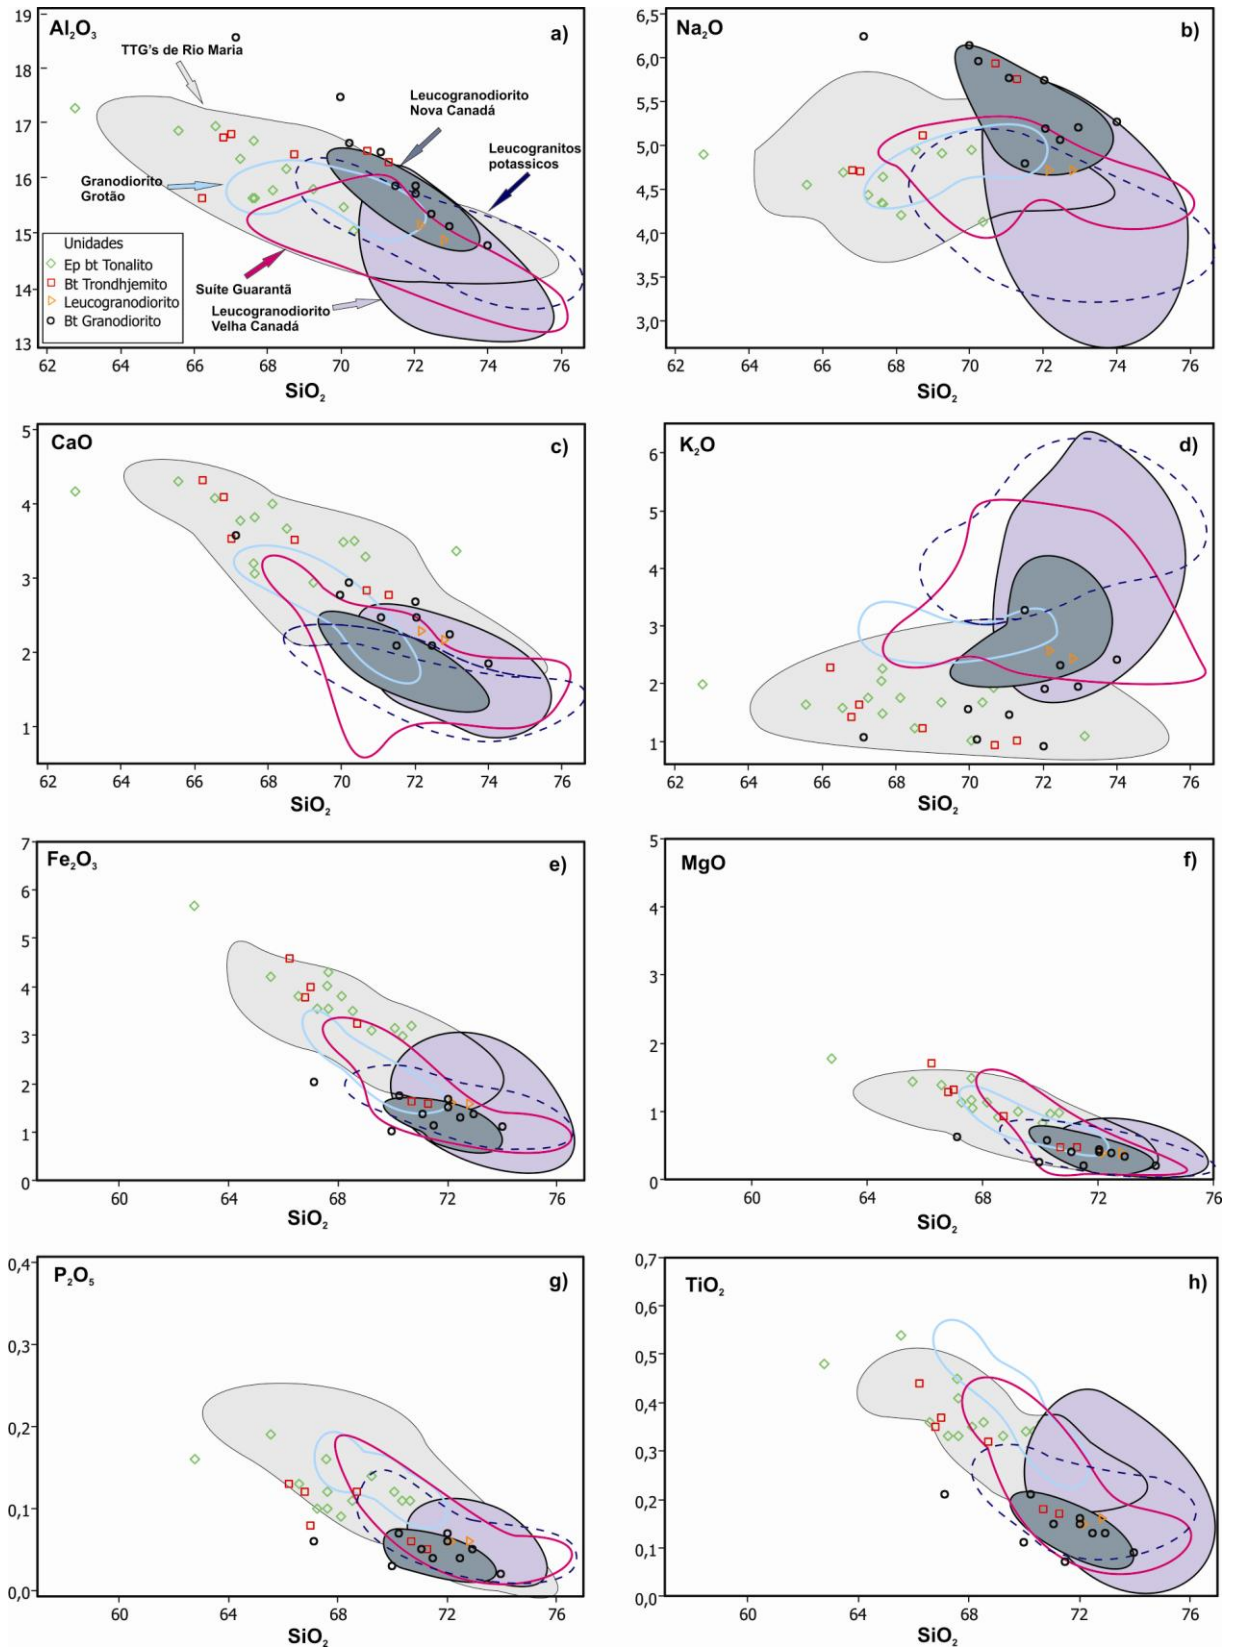 Al₂O₃
a)
TTG's de Rio Maria
Leucogranodiorito
Nova Canadá
Leucogranitos
potassicos
Granodiorito
Grotão
Unidades
Ep bt Tonalito
Bt Trondhjemito
Leucogranodiorito
Bt Granodiorito
Suíte Guarantã
Leucogranodiorito
Velha Canadá
19
18
17
16
15
14
13
62 64 66 68 70 72 74 76
SiO₂
Na₂O
b)
6,5
6,0
5,5
5,0
4,5
4,0
3,5
3,0
62 64 66 68 70 72 74 76
SiO₂
CaO
c)
5
4
3
2
1
62 64 66 68 70 72 74 76
SiO₂
K₂O
d)
6
5
4
3
2
1
62 64 66 68 70 72 74 76
SiO₂
Fe₂O₃
e)
7
6
5
4
3
2
1
0
60 64 68 72 76
SiO₂
MgO
f)
5
4
3
2
1
0
60 64 68 72 76
SiO₂
P₂O₅
g)
0,4
0,3
0,2
0,1
0,0
60 64 68 72 76
SiO₂
TiO₂
h)
0,7
0,6
0,5
0,4
0,3
0,2
0,1
0,0
60 64 68 72 76
SiO₂